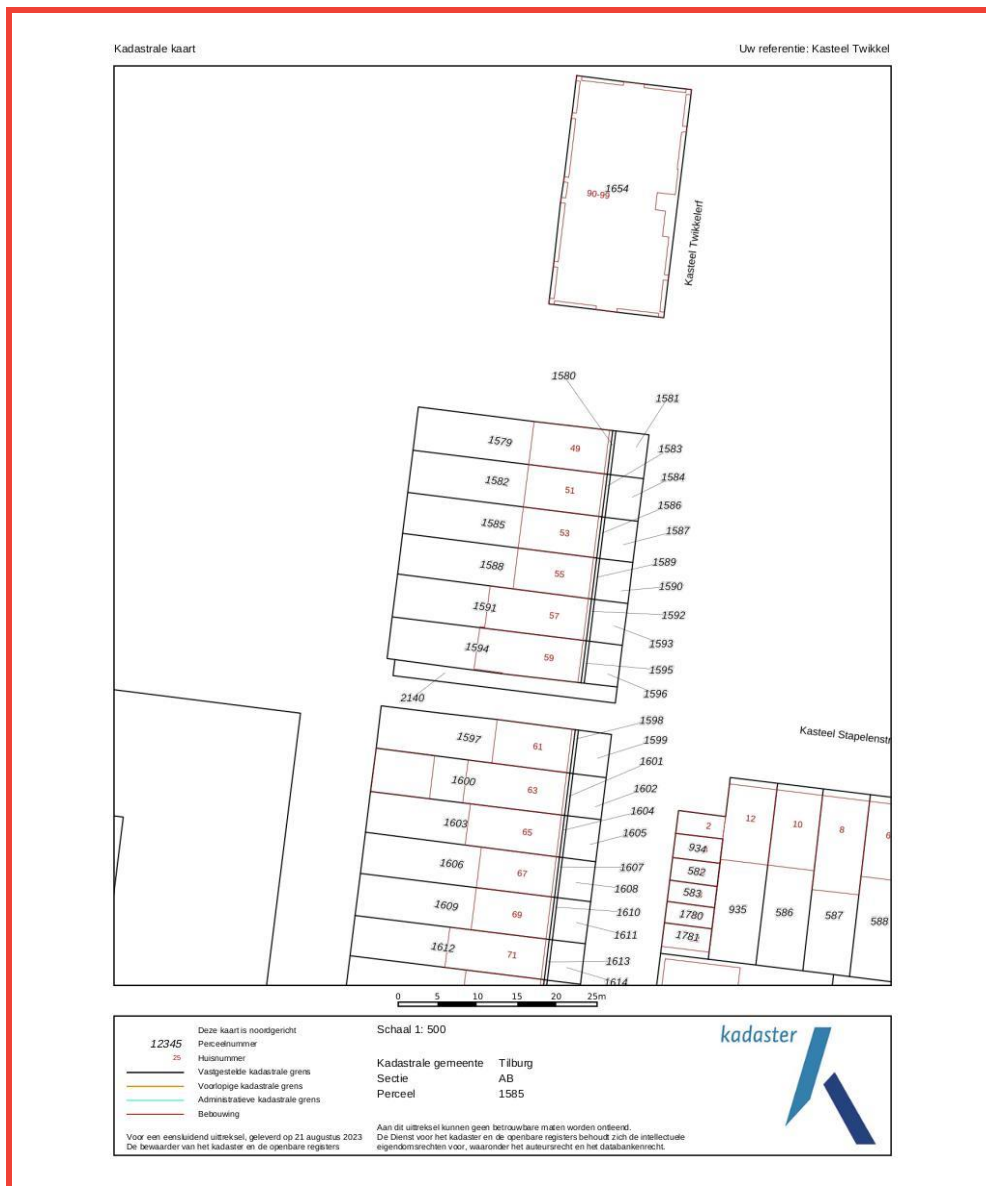 Kadastrale kaart
Uw referentie: Kasteel Twikkel
1654
90-99
Kasteel Twikkelerf
1580
1581
1579
49
1583
1582
51
1584
1586
1585
53
1587
1588
55
1589
1590
1591
57
1592
1593
1594
59
1595
1596
2140
1598
1597
61
1599
1601
Kasteel Stapelenstr
1600
63
1602
1604
1603
65
1605
1606
67
1607
1608
1609
69
1610
1611
1612
71
1613
1614
2
12
10
8
6
934
582
583
1780
1781
935
586
587
588
0 5 10 15 20 25m
Deze kaart is noordgericht
12345 Perceelnummer
25 Huisnummer
Vastgestelde kadastrale grens
Voorlopige kadastrale grens
Administratieve kadastrale grens
Bebouwing
Voor een eensluidend uittreksel, geleverd op 21 augustus 2023
De bewaarder van het kadaster en de openbare registers
Schaal 1: 500
Kadastrale gemeente Tilburg
Sectie AB
Perceel 1585
Aan dit uittreksel kunnen geen betrouwbare maten worden ontleend.
De Dienst voor het kadaster en de openbare registers behoudt zich de intellectuele
eigendomsrechten voor, waaronder het auteursrecht en het databankenrecht.
kadaster